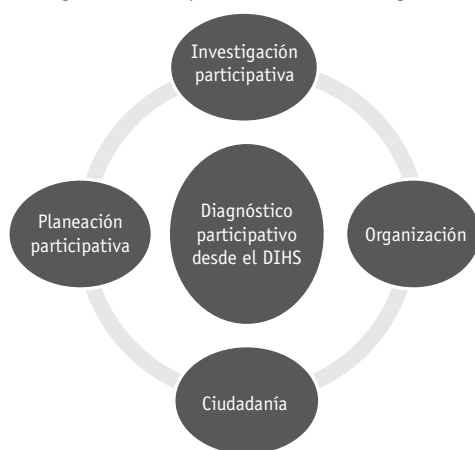 Investigación
participativa
Planeación
participativa
Diagnóstico
participativo
desde el DIHS
Organización
Ciudadanía